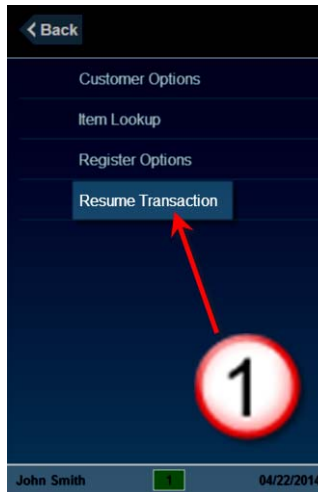 Back
Customer Options
Item Lookup
Register Options
Resume Transaction
1
John Smith 1 04/22/2014